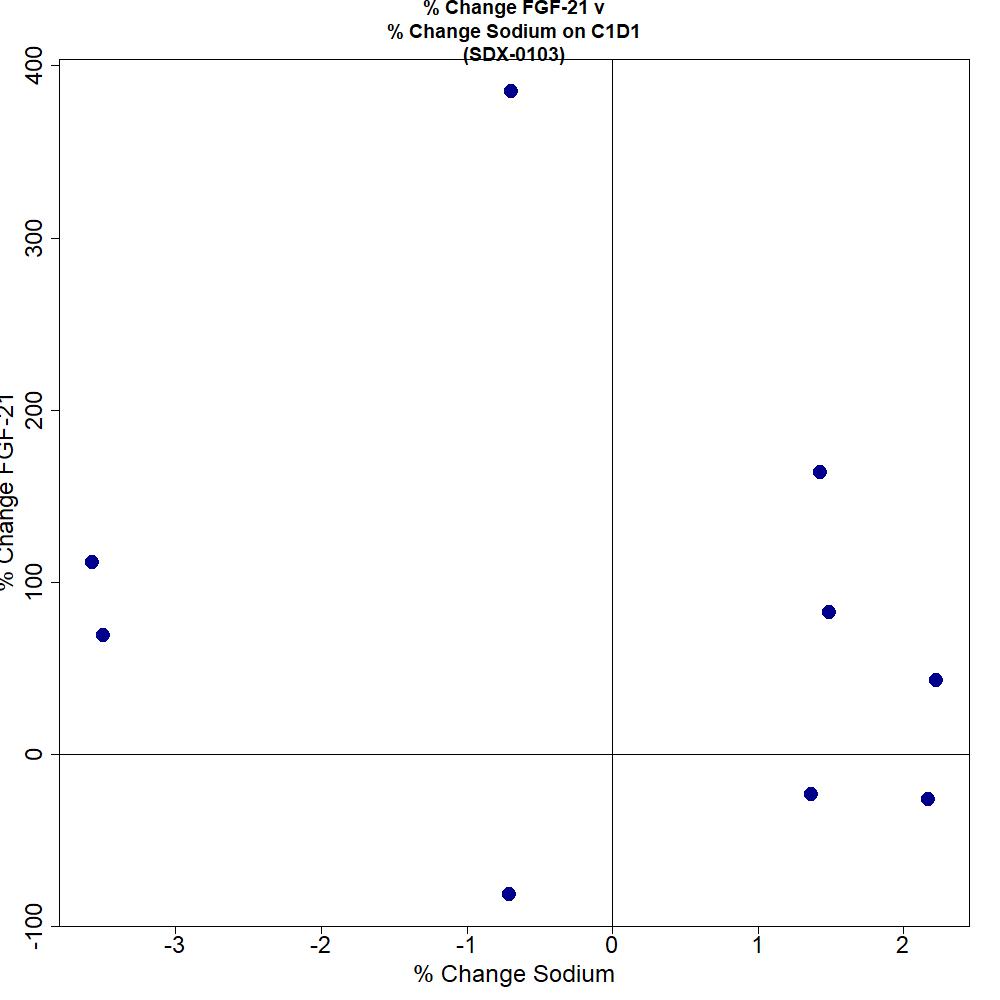 % Change FGF-21 v
% Change Sodium on C1D1
(SDX-0103)
400
300
200
100
0
-100
% Change FGF-21
-3
-2
-1
0
1
2
% Change Sodium